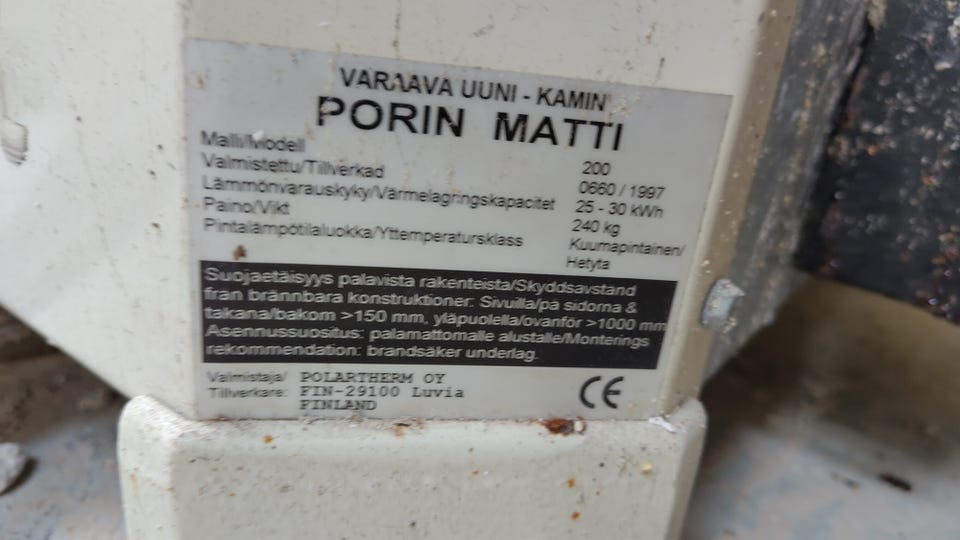 VARAAVA UUNI - KAMIN
PORIN MATTI
Malli/Modell 200
Valmistettu/Tillverkad 0660 / 1997
Lämmönvarauskyky/Värmelagringskapacitet 25 - 30 kWh
Paino/Vikt 240 kg
Pintalämpötilaluokka/Yttemperatursklass Kuumapintainen/
Hetyta
Suojaetäisyys palavista rakenteista/Skyddsavstånd
från brännbara konstruktioner: Sivuilla/på sidorna &
takana/bakom >150 mm, yläpuolella/ovanför >1000 mm
Asennussuositus: palamattomalle alustalle/Monterings
rekommendation: brandsäker underlag.
Valmistaja/ POLARTHERM OY
Tillverkare: FIN-29100 Luvia
FINLAND
CE